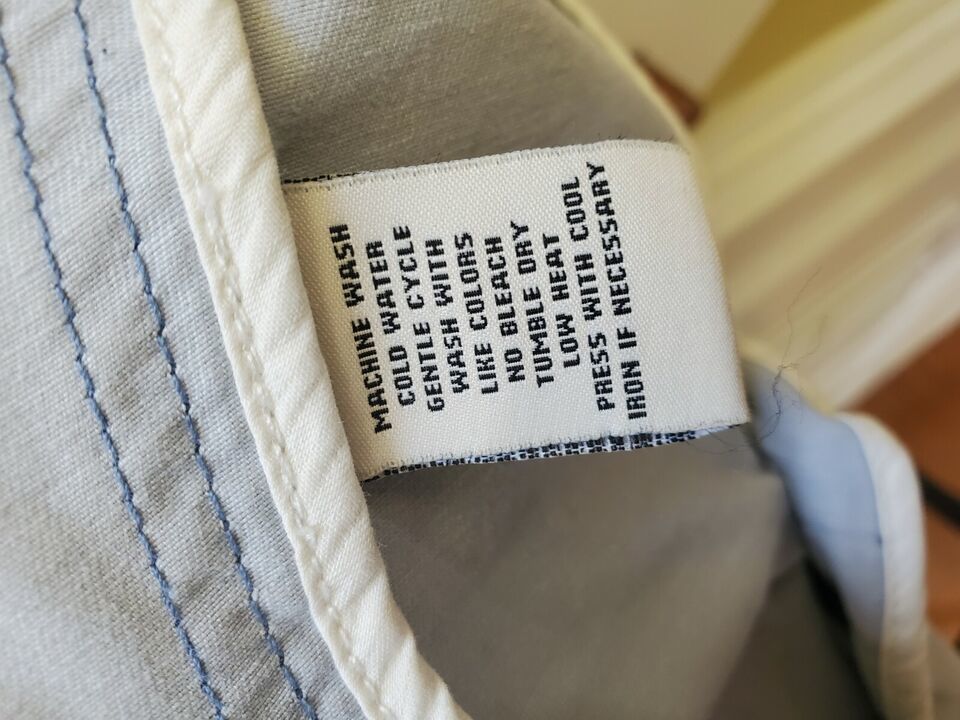 MACHINE WASH
COLD WATER
GENTLE CYCLE
WASH WITH
LIKE COLORS
NO BLEACH
TUMBLE DRY
LOW HEAT
PRESS WITH COOL
IRON IF NECESSARY